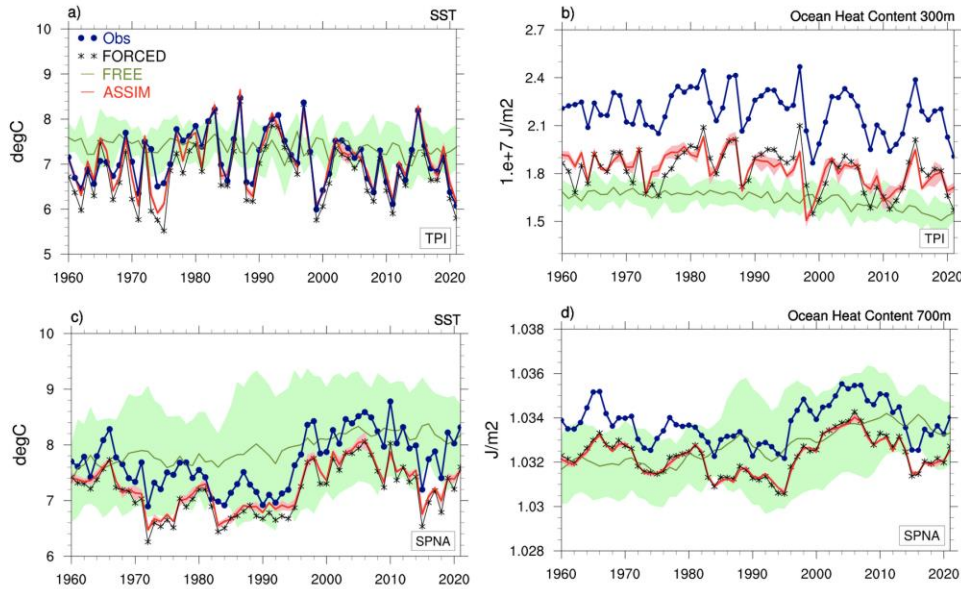 a) SST
10
9
8
7
6
5
degC
Obs
FORCED
FREE
ASSIM
TPI
1960 1970 1980 1990 2000 2010 2020
b) Ocean Heat Content 300m
2.7
2.4
2.1
1.8
1.5
1.e+7 J/m2
TPI
1960 1970 1980 1990 2000 2010 2020
c) SST
10
9
8
7
6
degC
SPNA
1960 1970 1980 1990 2000 2010 2020
d) Ocean Heat Content 700m
1.038
1.036
1.034
1.032
1.03
1.028
J/m2
SPNA
1960 1970 1980 1990 2000 2010 2020